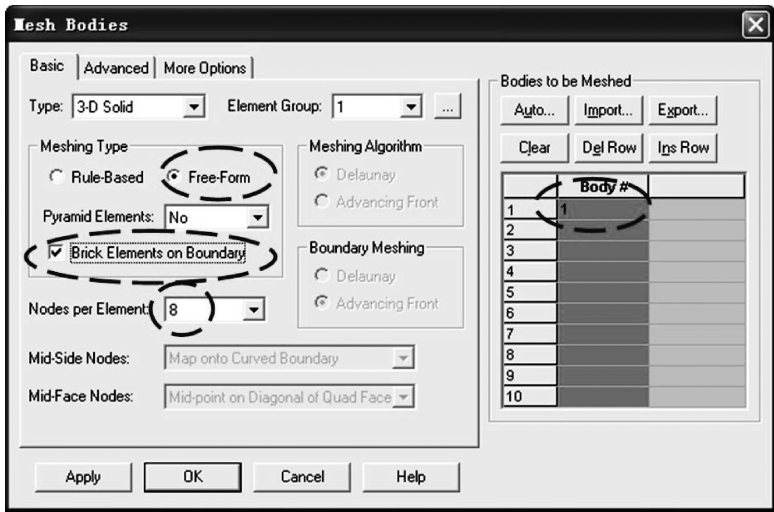 Mesh Bodies
Basic Advanced More Options
Type: 3-D Solid Element Group: 1 ...
Meshing Type
Rule-Based Free-Form
Pyramid Elements: No
Brick Elements on Boundary
Nodes per Element: 8
Meshing Algorithm
Delaunay
Advancing Front
Boundary Meshing
Delaunay
Advancing Front
Mid-Side Nodes: Map onto Curved Boundary
Mid-Face Nodes: Mid-point on Diagonal of Quad Face
Bodies to be Meshed
Auto... Import... Export...
Clear Del Row Ins Row
Body #
1 1
2
3
4
5
6
7
8
9
10
Apply OK Cancel Help